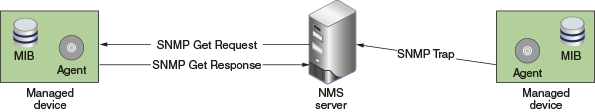 MIB
Agent
Managed
device
SNMP Get Request
SNMP Get Response
NMS
server
SNMP Trap
MIB
Agent
Managed
device